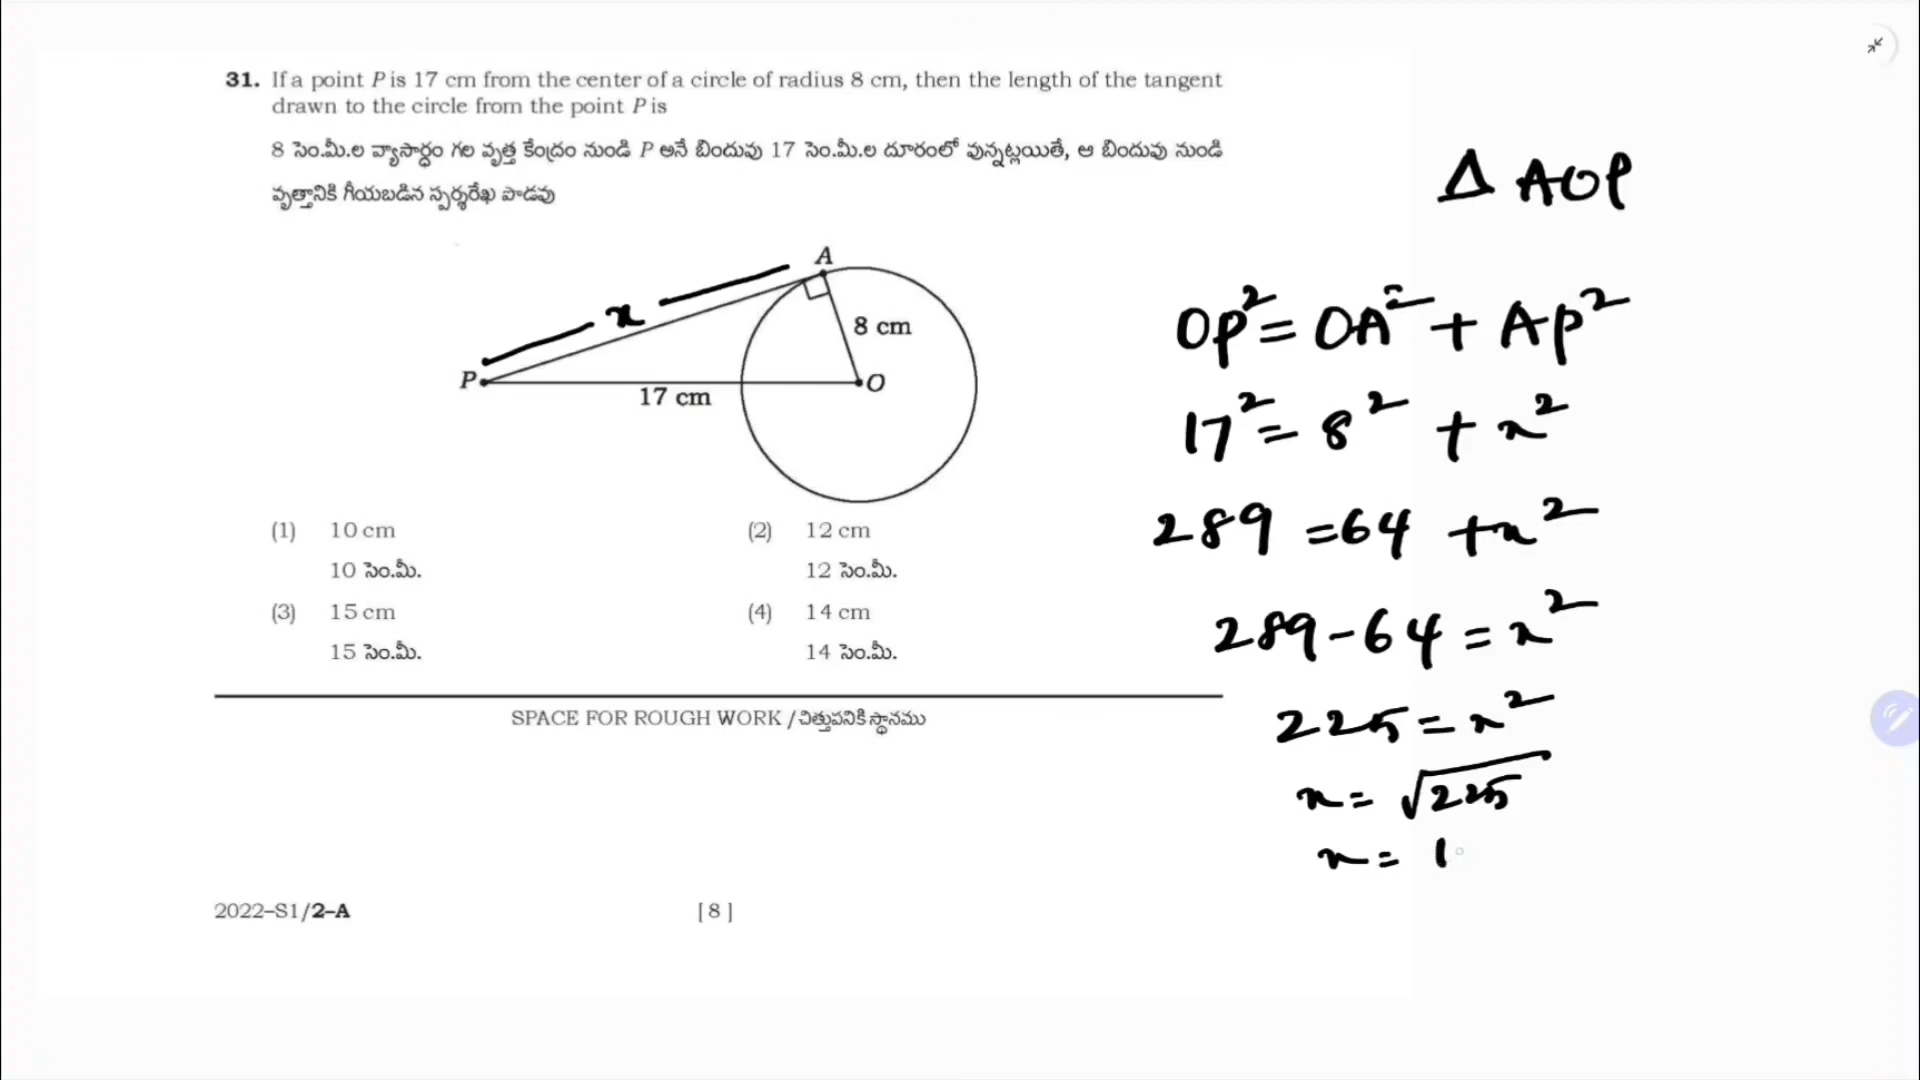 31. If a point P is 17 cm from the center of a circle of radius 8 cm, then the length of the tangent
drawn to the circle from the point P is
8 సెం.మీ.ల వ్యాసార్ధం గల వృత్త కేంద్రం నుండి P అనే బిందువు 17 సెం.మీ.ల దూరంలో వున్నట్లయితే, ఆ బిందువు నుండి
వృత్తానికి గీయబడిన స్పర్శరేఖ పొడవు
A
x
8 cm
P
O
17 cm
(1) 10 cm
10 సెం.మీ.
(2) 12 cm
12 సెం.మీ.
(3) 15 cm
15 సెం.మీ.
(4) 14 cm
14 సెం.మీ.
SPACE FOR ROUGH WORK / చిత్తుపనికి స్థానము
2022–S1/2–A
[ 8 ]
Δ AOP
OP² = OA² + AP²
17² = 8² + x²
289 = 64 + x²
289 - 64 = x²
225 = x²
x = √225
x = 1